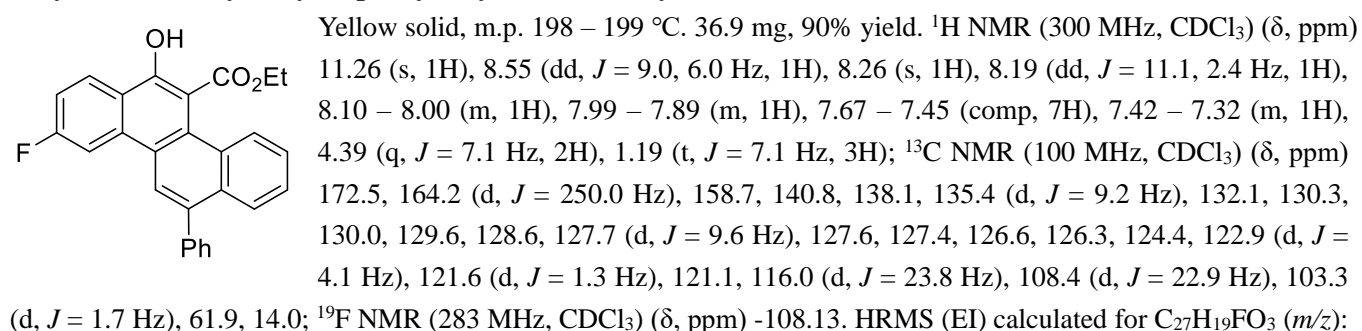 OH
CO₂Et
F
Ph
Yellow solid, m.p. 198 – 199 °C. 36.9 mg, 90% yield. ¹H NMR (300 MHz, CDCl₃) (δ, ppm)
11.26 (s, 1H), 8.55 (dd, J = 9.0, 6.0 Hz, 1H), 8.26 (s, 1H), 8.19 (dd, J = 11.1, 2.4 Hz, 1H),
8.10 – 8.00 (m, 1H), 7.99 – 7.89 (m, 1H), 7.67 – 7.45 (comp, 7H), 7.42 – 7.32 (m, 1H),
4.39 (q, J = 7.1 Hz, 2H), 1.19 (t, J = 7.1 Hz, 3H); ¹³C NMR (100 MHz, CDCl₃) (δ, ppm)
172.5, 164.2 (d, J = 250.0 Hz), 158.7, 140.8, 138.1, 135.4 (d, J = 9.2 Hz), 132.1, 130.3,
130.0, 129.6, 128.6, 127.7 (d, J = 9.6 Hz), 127.6, 127.4, 126.6, 126.3, 124.4, 122.9 (d, J =
4.1 Hz), 121.6 (d, J = 1.3 Hz), 121.1, 116.0 (d, J = 23.8 Hz), 108.4 (d, J = 22.9 Hz), 103.3
(d, J = 1.7 Hz), 61.9, 14.0; ¹⁹F NMR (283 MHz, CDCl₃) (δ, ppm) -108.13. HRMS (EI) calculated for C₂₇H₁₉FO₃ (m/z):